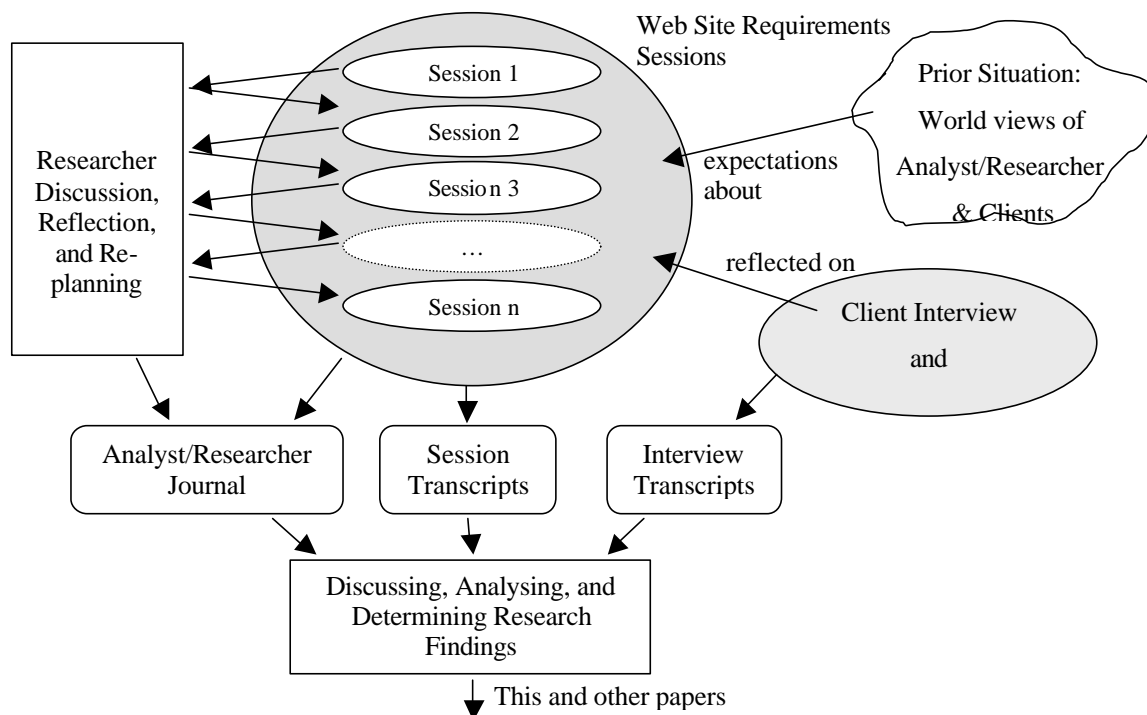 Web Site Requirements
Sessions
Session 1
Session 2
Session 3
…
Session n
Researcher
Discussion,
Reflection,
and Re-
planning
Prior Situation:
World views of
Analyst/Researcher
& Clients
expectations
about
reflected on
Client Interview
and
Analyst/Researcher
Journal
Session
Transcripts
Interview
Transcripts
Discussing, Analysing, and
Determining Research
Findings
This and other papers